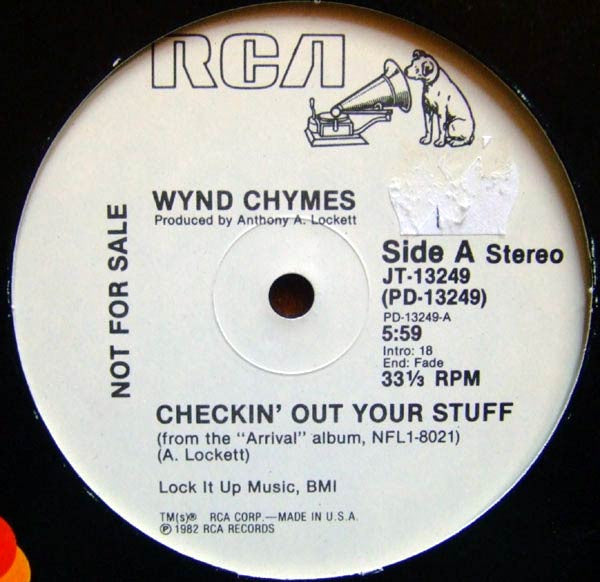 RCA
WYND CHYMES
Produced by Anthony A. Lockett
NOT FOR SALE
Side A Stereo
JT-13249
(PD-13249)
PD-13249-A
5:59
Intro: 18
End: Fade
33⅓ RPM
CHECKIN' OUT YOUR STUFF
(from the "Arrival" album, NFL1-8021)
(A. Lockett)
Lock It Up Music, BMI
TM(s)® RCA CORP.—MADE IN U.S.A.
℗ 1982 RCA RECORDS